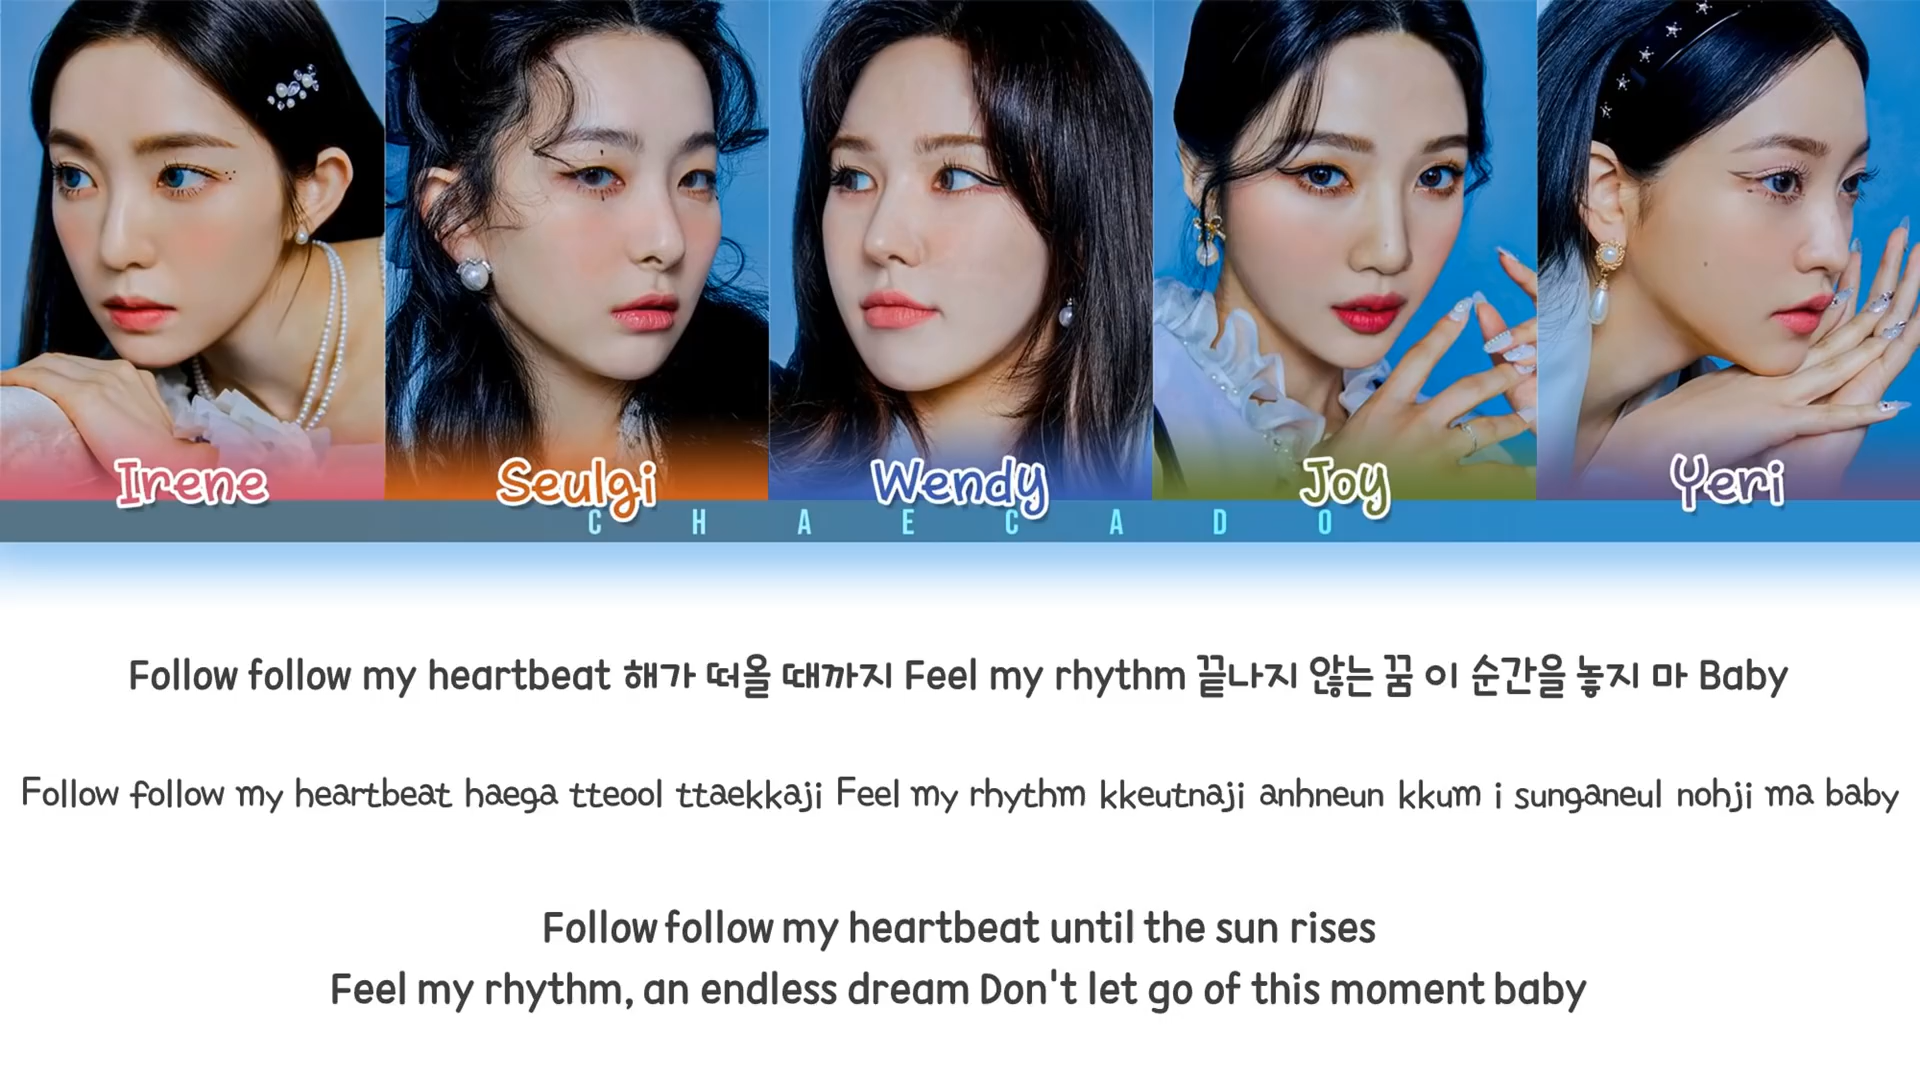 Irene Seulgi Wendy Joy Yeri
CHAECADO
Follow follow my heartbeat 해가 떠올 때까지 Feel my rhythm 끝나지 않는 꿈 이 순간을 놓지 마 Baby
Follow follow my heartbeat haega tteool ttaekkaji Feel my rhythm kkeutnaji anhneun kkum i sunganeul nohji ma baby
Follow follow my heartbeat until the sun rises
Feel my rhythm, an endless dream Don't let go of this moment baby